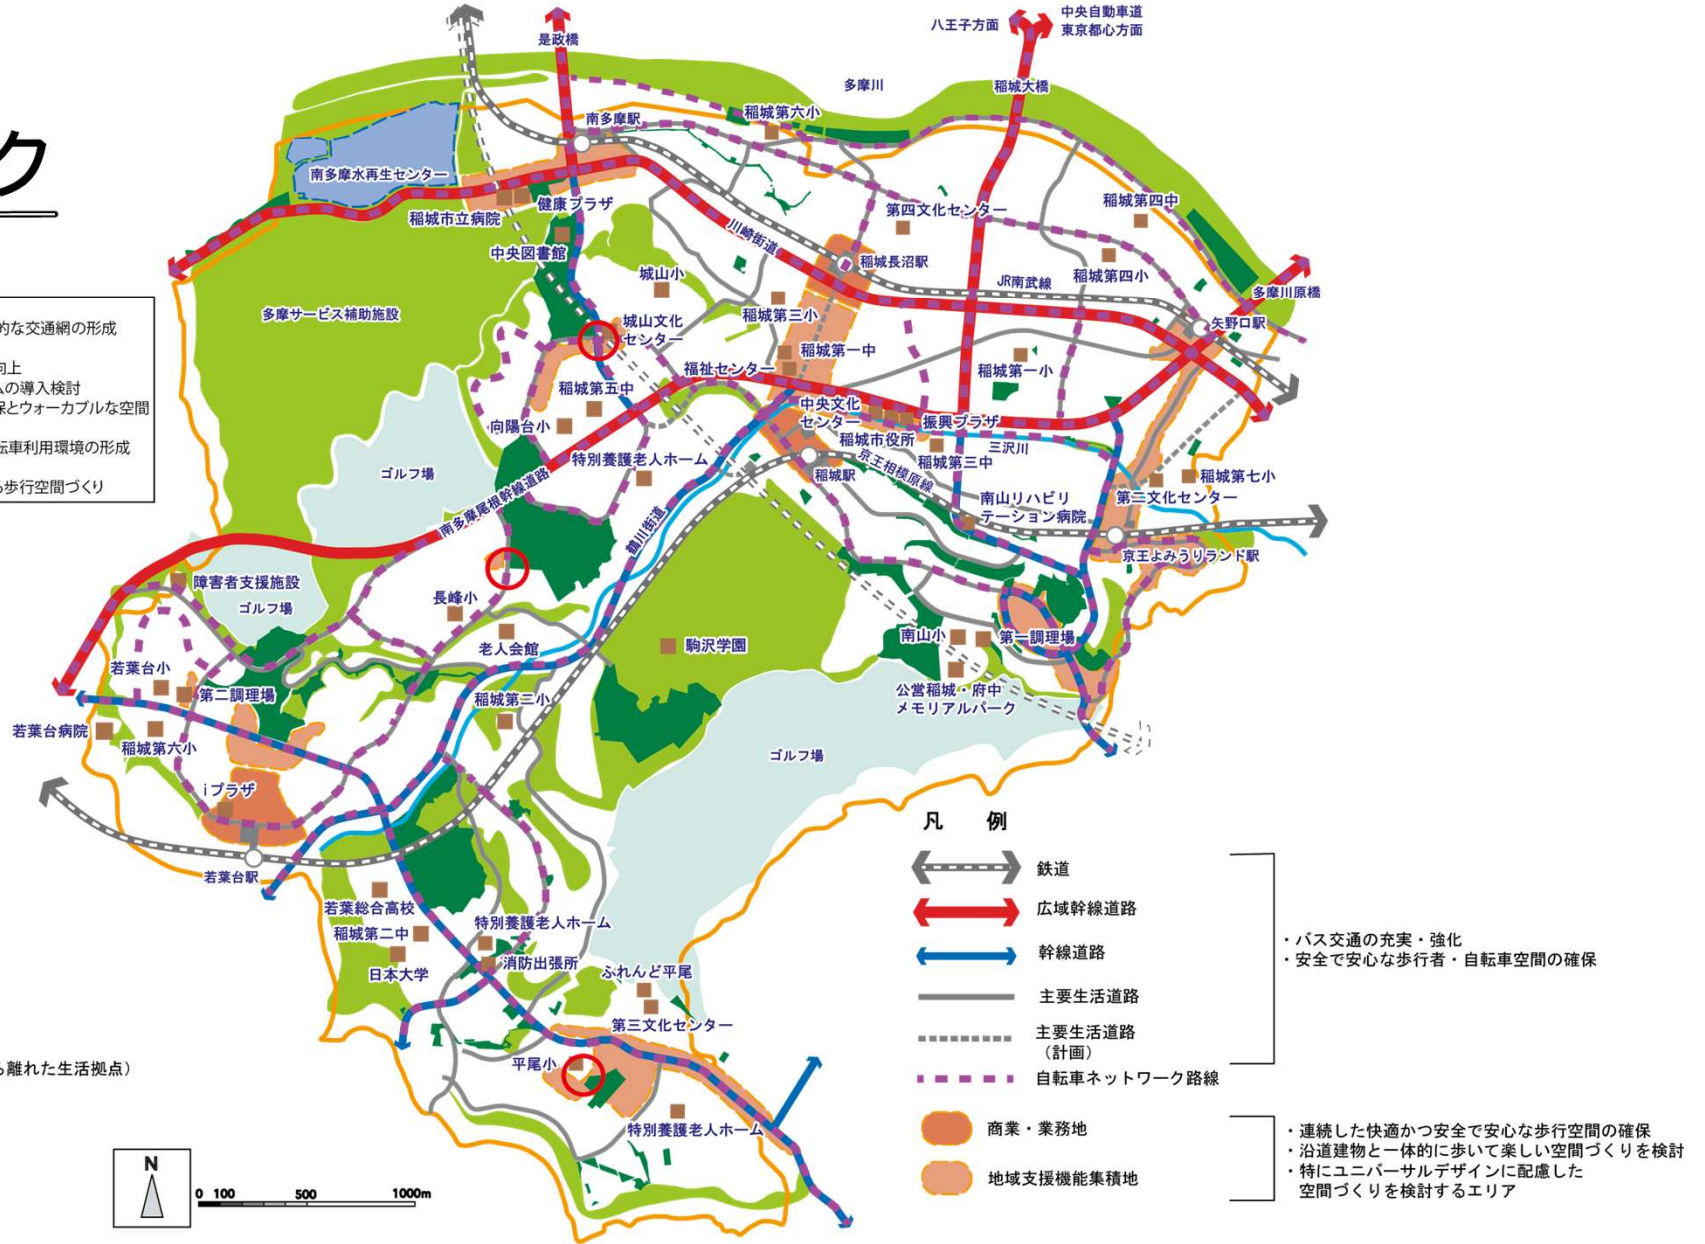 ク
的な交通網の形成
向上
ムの導入検討
保とウォーカブルな空間
転車利用環境の形成
る歩行空間づくり
ら離れた生活拠点）
是政橋
八王子方面
中央自動車道
東京都心方面
多摩川
稲城大橋
南多摩駅
稲城第六小
南多摩水再生センター
稲城市立病院
健康プラザ
中央図書館
川崎街道
第四文化センター
稲城第四中
稲城長沼駅
稲城第四小
JR南武線
多摩川原橋
矢野口駅
城山小
多摩サービス補助施設
稲城第三小
城山文化
センター
稲城第一中
福祉センター
稲城第一小
稲城第五中
中央文化
センター
振興プラザ
向陽台小
稲城市役所
三沢川
稲城第三中
特別養護老人ホーム
稲城駅
京王相模原線
ゴルフ場
南多摩尾根幹線道路
鶴川街道
南山リハビリ
テーション病院
稲城第七小
第二文化センター
京王よみうりランド駅
障害者支援施設
ゴルフ場
長峰小
老人会館
駒沢学園
南山小
第一調理場
公営稲城・府中
メモリアルパーク
若葉台小
第二調理場
稲城第二小
若葉台病院
稲城第六小
ゴルフ場
iプラザ
若葉台駅
若葉総合高校
稲城第二中
日本大学
特別養護老人ホーム
消防出張所
ふれんど平尾
第三文化センター
平尾小
特別養護老人ホーム
N
0 100 500 1000m
凡 例
鉄道
広域幹線道路
幹線道路
主要生活道路
主要生活道路
（計画）
自転車ネットワーク路線
商業・業務地
地域支援機能集積地
・バス交通の充実・強化
・安全で安心な歩行者・自転車空間の確保
・連続した快適かつ安全で安心な歩行空間の確保
・沿道建物と一体的に歩いて楽しい空間づくりを検討
・特にユニバーサルデザインに配慮した
空間づくりを検討するエリア